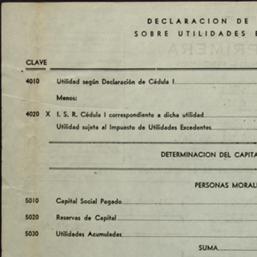 DECLARACION DE
SOBRE UTILIDADES E
CLAVE
4010 Utilidad según Declaración de Cédula I
Menos:
4020 X I. S. R. Cédula I correspondiente a dicha utilidad
Utilidad sujeta al Impuesto de Utilidades Excedentes
DETERMINACION DEL CAPITA
PERSONAS MORAL
5010 Capital Social Pagado
5020 Reservas de Capital
5030 Utilidades Acumuladas
SUMA